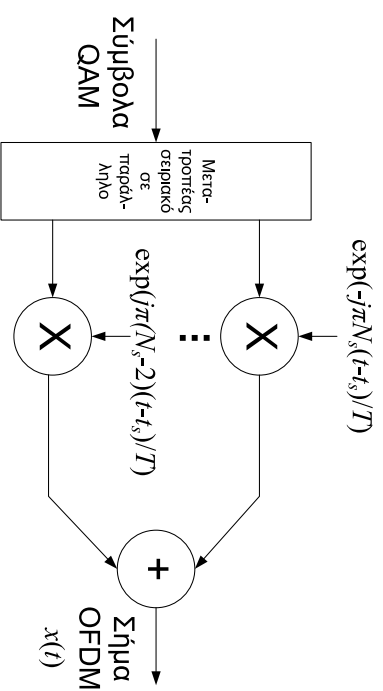 Σύμβολα
QAM
Μετα-
τροπέας
σειριακό
σε
παράλ-
ληλο
exp(-jπN_s(t-t_s)/T)
X
...
exp(jπ(N_s-2)(t-t_s)/T)
X
+
Σήμα
OFDM
x(t)